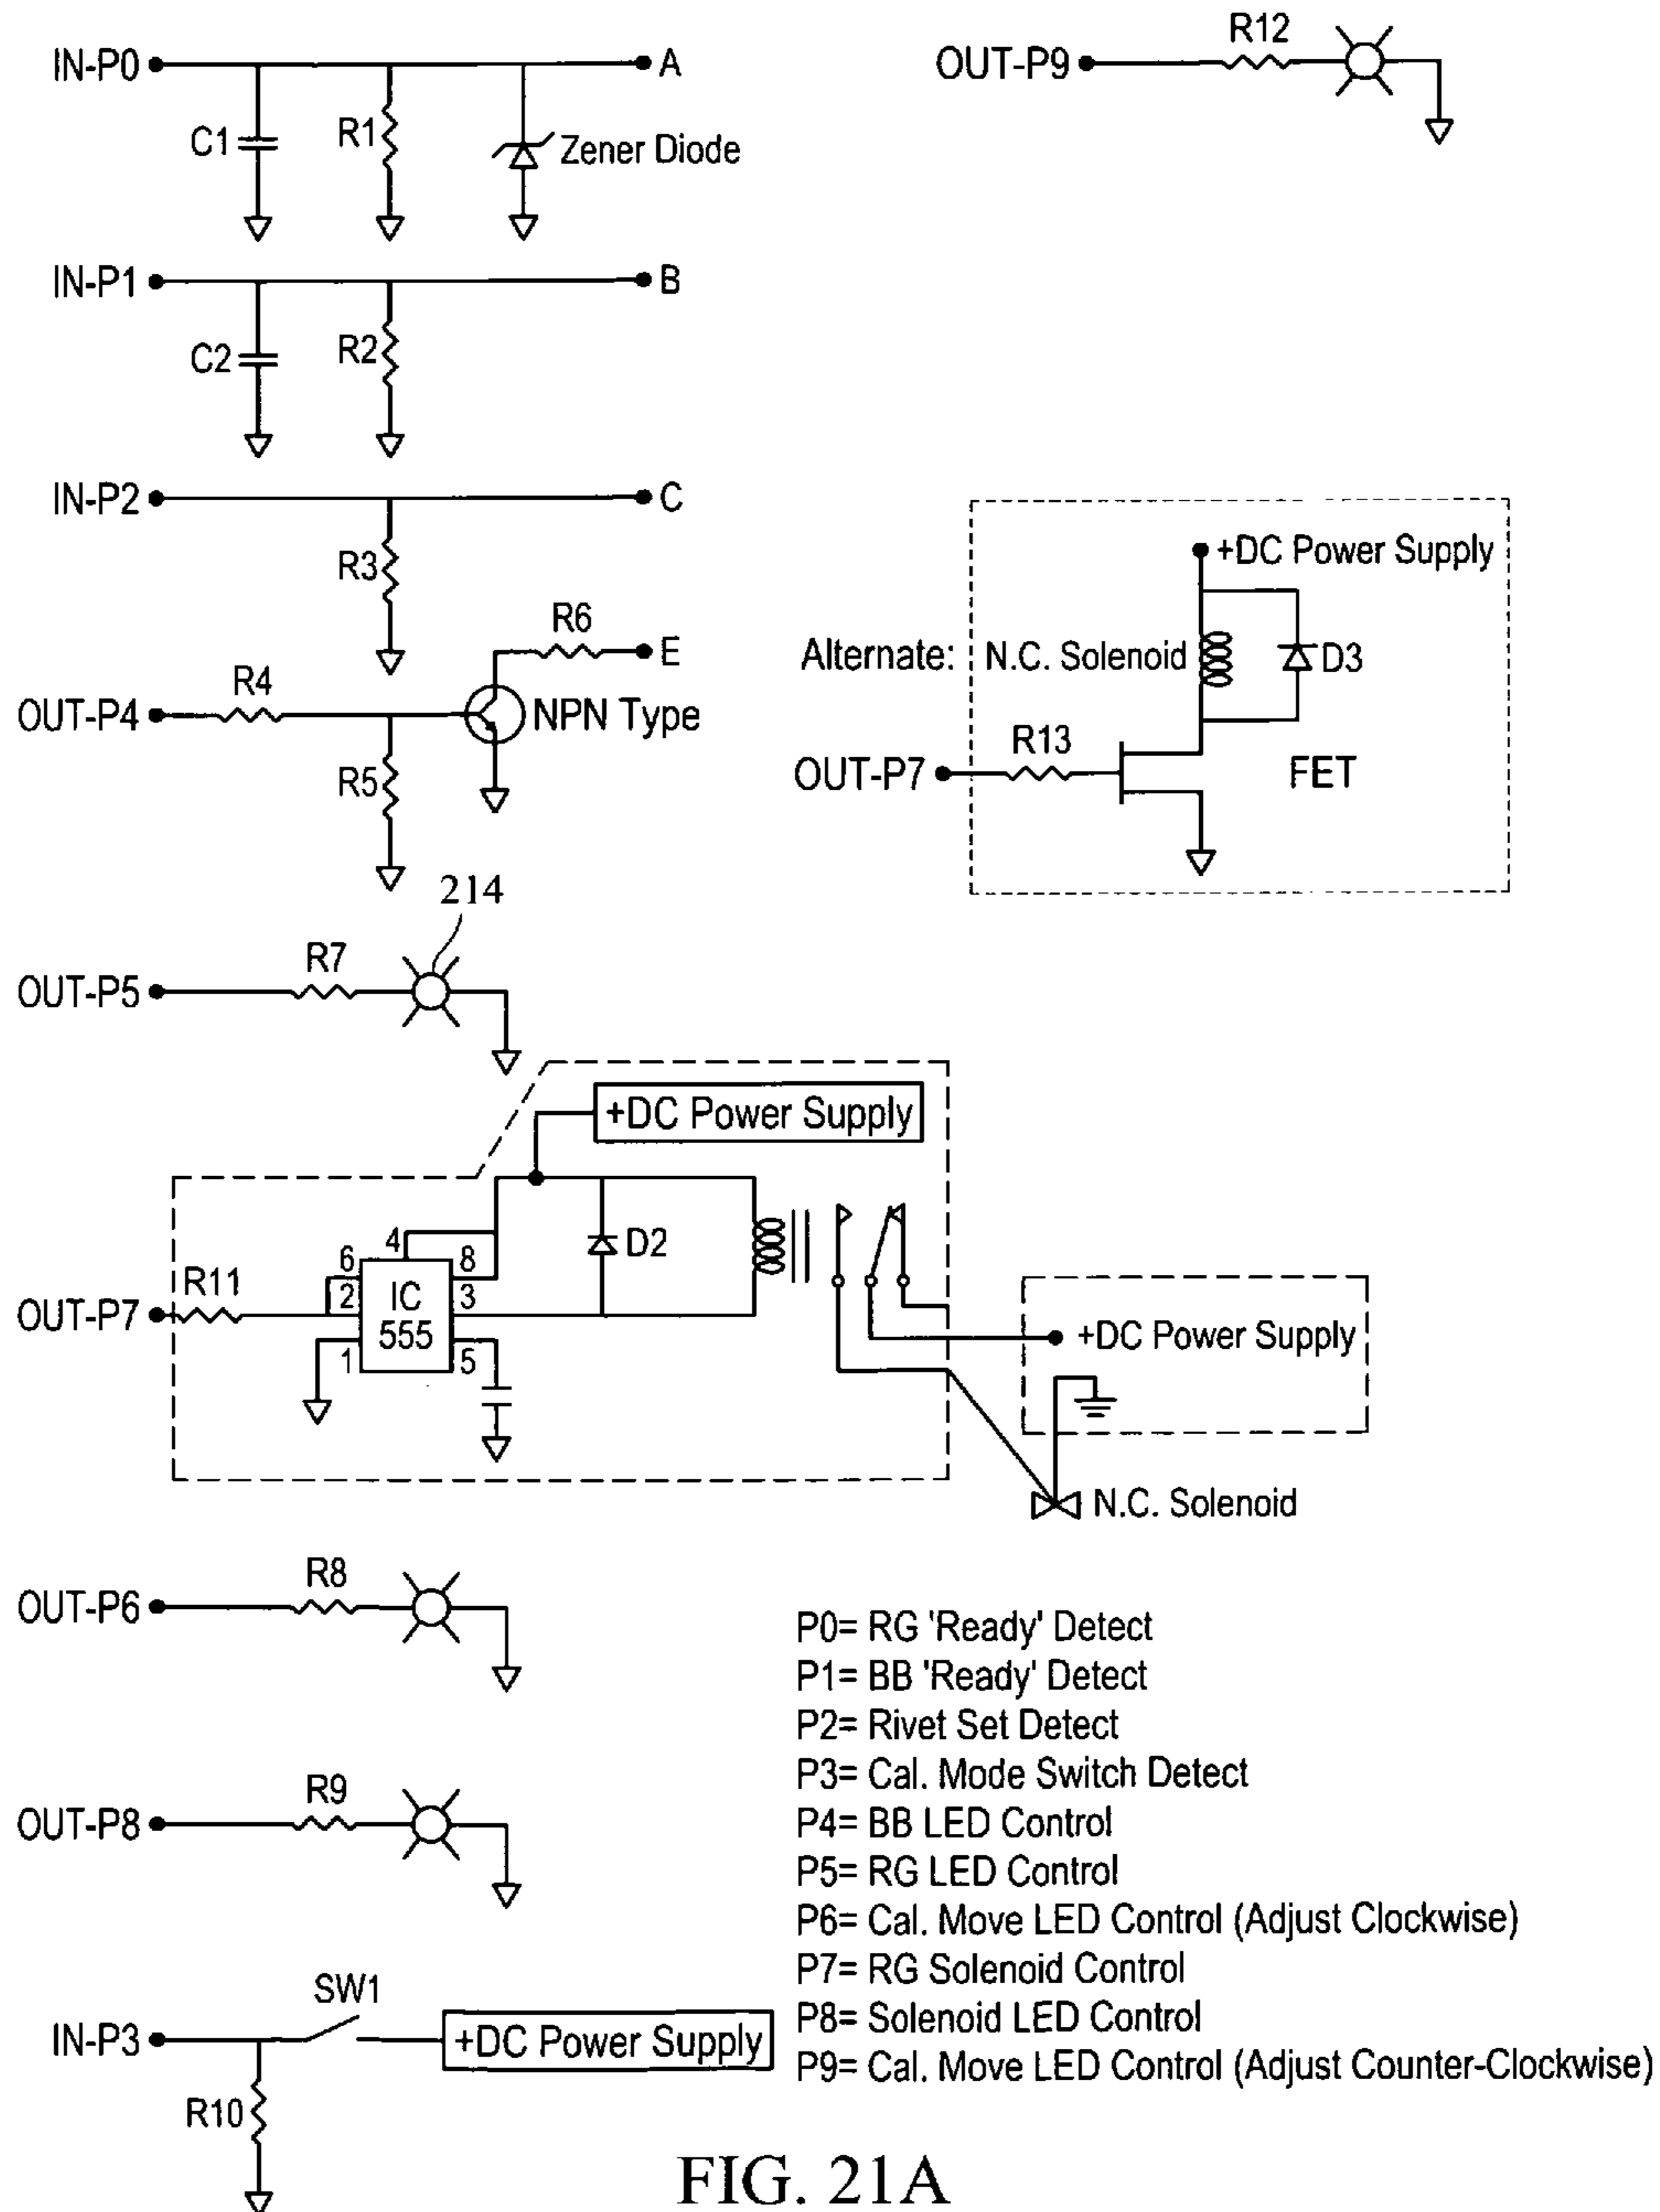 IN-P0
A
C1
R1
Zener Diode
OUT-P9
R12
IN-P1
B
C2
R2
IN-P2
C
R3
R6
E
R4
OUT-P4
NPN Type
R5
+DC Power Supply
Alternate:
N.C. Solenoid
D3
R13
OUT-P7
FET
214
R7
OUT-P5
+DC Power Supply
4
6
8
D2
R11
2
IC
3
OUT-P7
555
1
5
+DC Power Supply
N.C. Solenoid
R8
OUT-P6
R9
OUT-P8
SW1
IN-P3
+DC Power Supply
R10
P0= RG 'Ready' Detect
P1= BB 'Ready' Detect
P2= Rivet Set Detect
P3= Cal. Mode Switch Detect
P4= BB LED Control
P5= RG LED Control
P6= Cal. Move LED Control (Adjust Clockwise)
P7= RG Solenoid Control
P8= Solenoid LED Control
P9= Cal. Move LED Control (Adjust Counter-Clockwise)
FIG. 21A